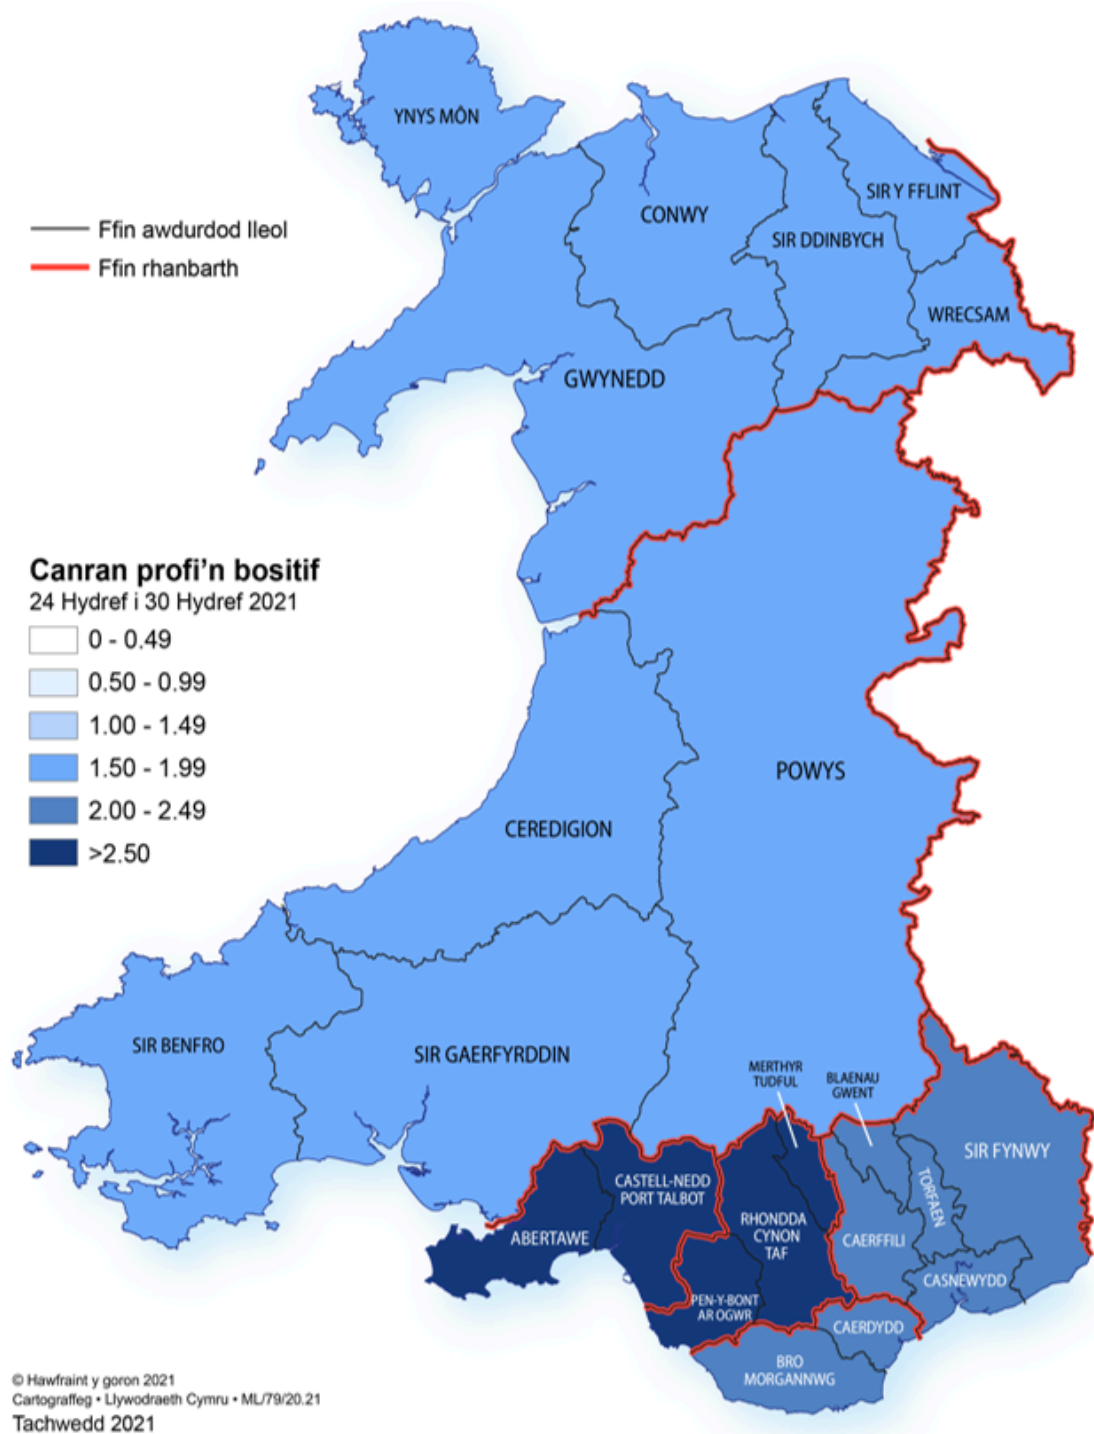 YNYS MÔN
Ffin awdurdod lleol
Ffin rhanbarth
CONWY
SIR Y FFLINT
SIR DDINBYCH
WRECSAM
GWYNEDD
Canran profi'n bositif
24 Hydref i 30 Hydref 2021
0 - 0.49
0.50 - 0.99
1.00 - 1.49
1.50 - 1.99
2.00 - 2.49
>2.50
POWYS
CEREDIGION
SIR BENFRO
SIR GAERFYRDDIN
MERTHYR
TUDFUL
BLAENAU
GWENT
SIR FYNWY
CASTELL-NEDD
PORT TALBOT
TORFAEN
ABERTAWE
RHONDDA
CYNON
TAF
CAERFFILI
CASNEWYDD
PEN-Y-BONT
AR OGWR
CAERDYDD
BRO
MORGANNWG
© Hawfraint y goron 2021
Cartograffeg • Llywodraeth Cymru • ML/79/20.21
Tachwedd 2021